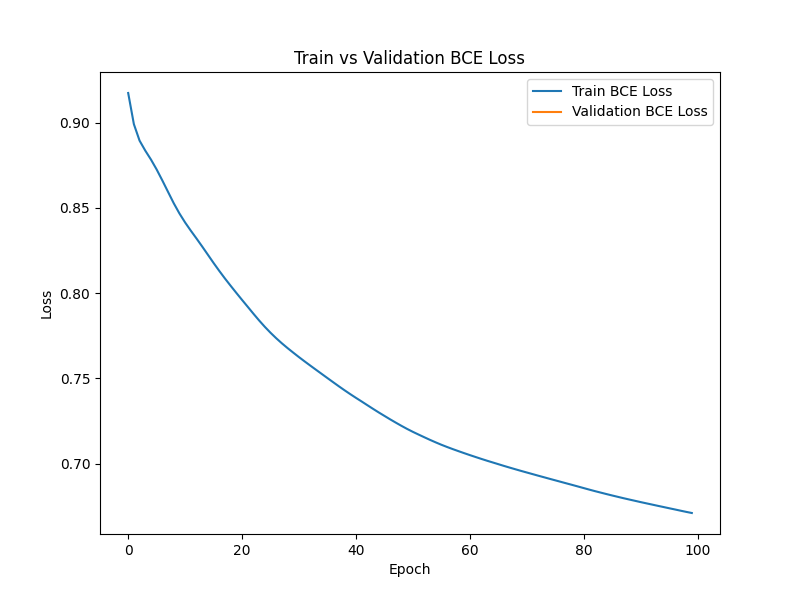 Train vs Validation BCE Loss
Train BCE Loss
Validation BCE Loss
0.90
0.85
0.80
0.75
0.70
Loss
0
20
40
60
80
100
Epoch